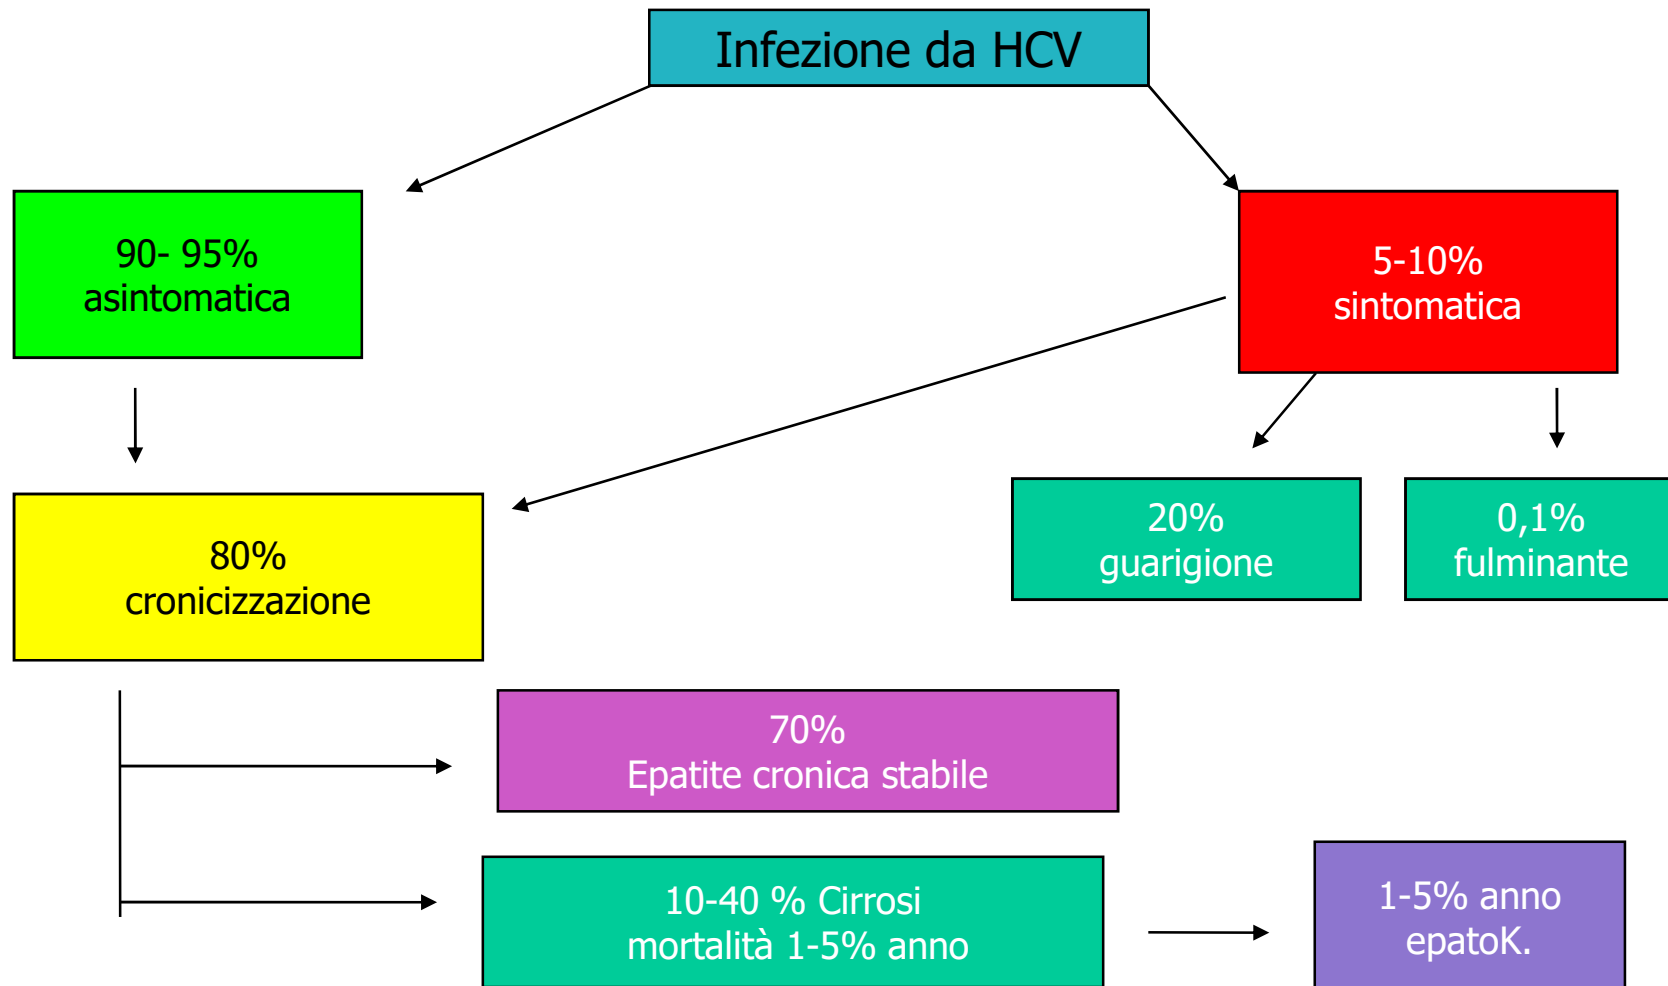 Infezione da HCV
90- 95%
asintomatica
5-10%
sintomatica
80%
cronicizzazione
20%
guarigione
0,1%
fulminante
70%
Epatite cronica stabile
10-40 % Cirrosi
mortalità 1-5% anno
1-5% anno
epatoK.